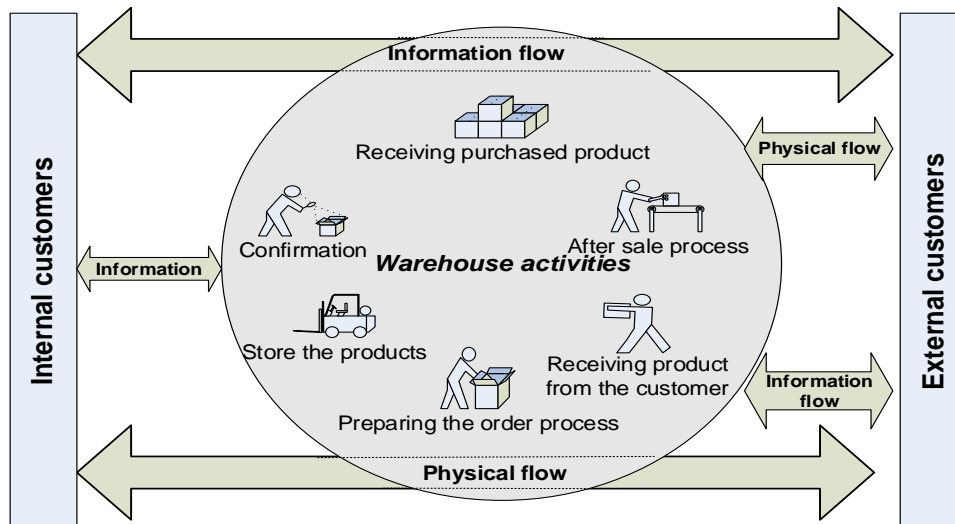 Information flow
Receiving purchased product
Physical flow
Confirmation
After sale process
Warehouse activities
Information
Internal customers
External customers
Store the products
Receiving product
from the customer
Information
flow
Preparing the order process
Physical flow